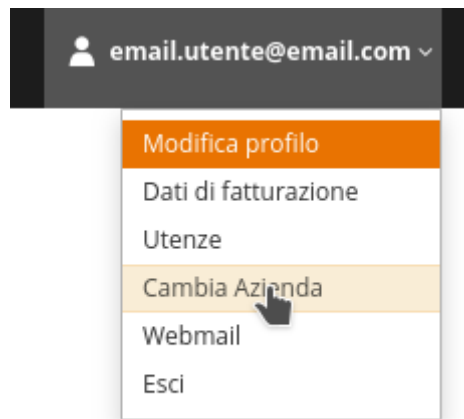 email.utente@email.com
Modifica profilo
Dati di fatturazione
Utenze
Cambia Azienda
Webmail
Esci